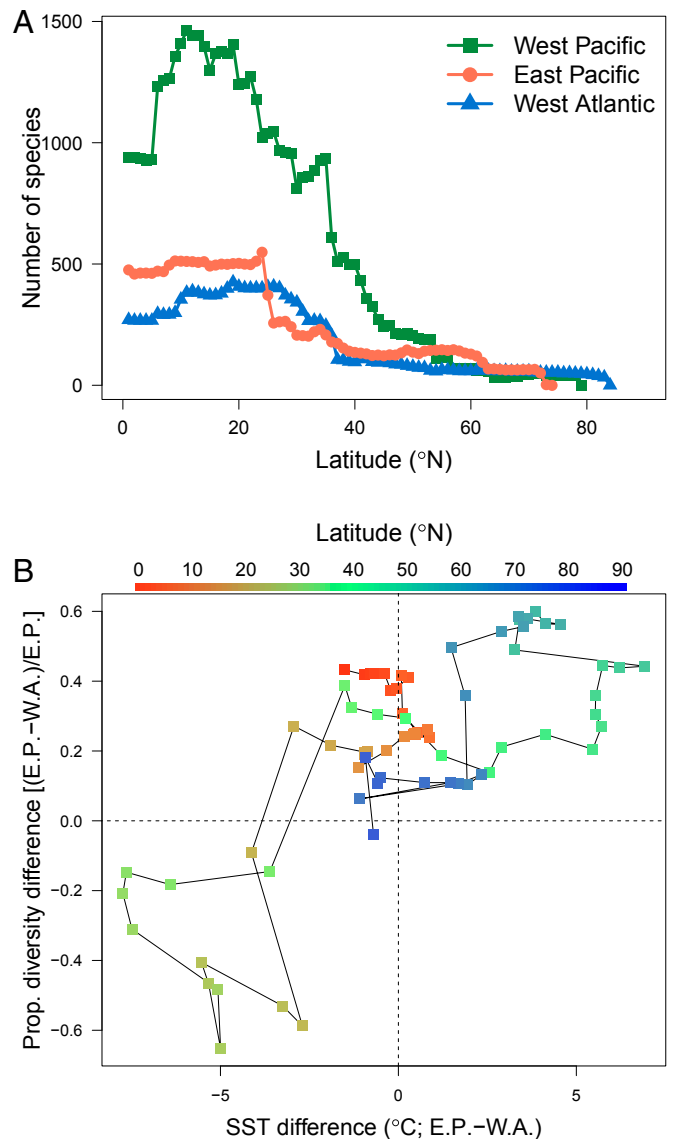 A
1500
1000
500
0
Number of species
West Pacific
East Pacific
West Atlantic
0 20 40 60 80
Latitude (°N)
Latitude (°N)
B
0 10 20 30 40 50 60 70 80 90
0.6
0.4
0.2
0.0
−0.2
−0.4
−0.6
Prop. diversity difference [(E.P.−W.A.)/E.P.]
−5 0 5
SST difference (°C; E.P.−W.A.)